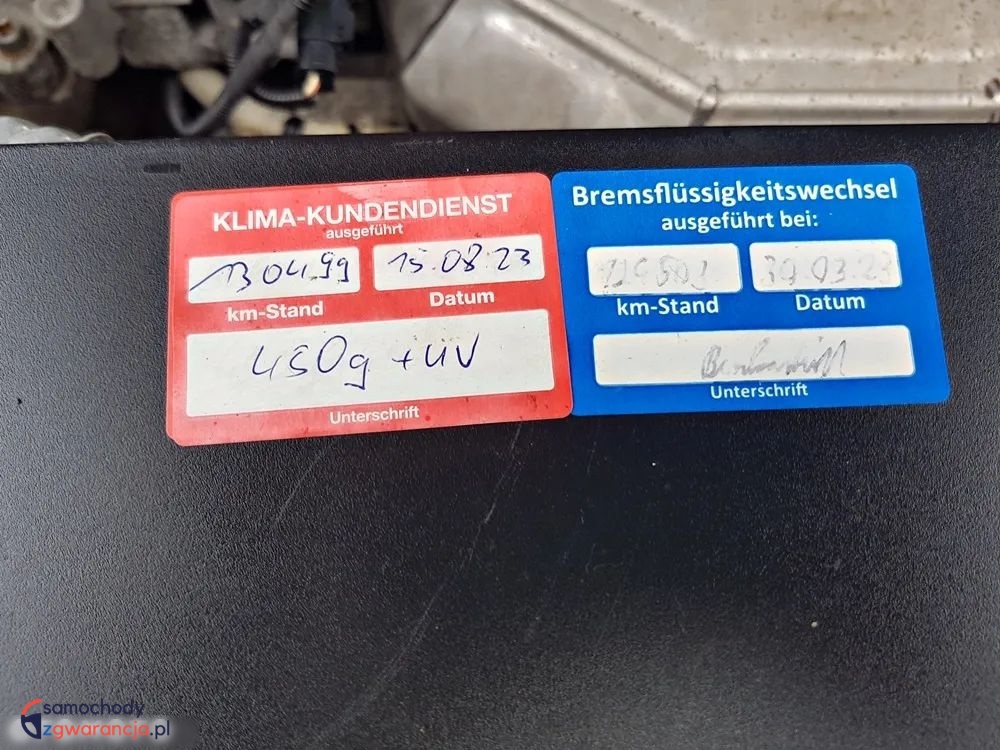 KLIMA-KUNDENDIENST
ausgeführt
130499 15.08.23
km-Stand Datum
450g + UV
Unterschrift
Bremsflüssigkeitswechsel
ausgeführt bei:
km-Stand Datum
Unterschrift
samochody
zgwarancja.pl